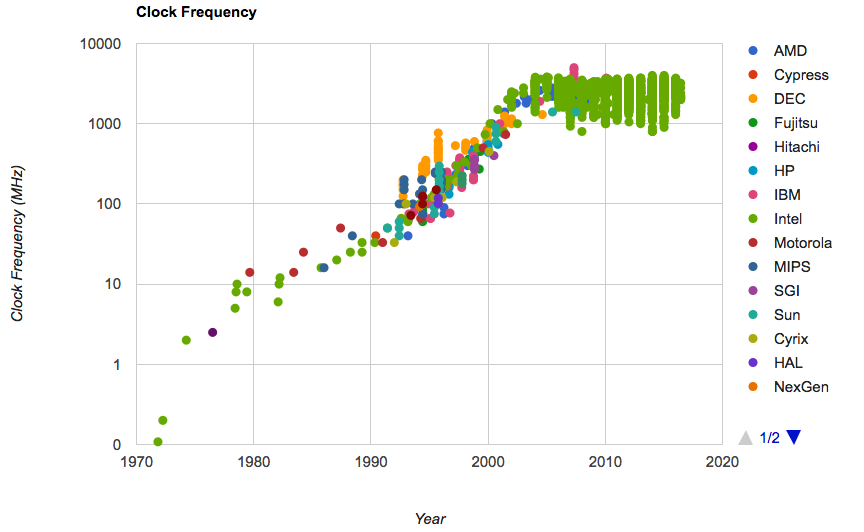 Clock Frequency
10000
1000
100
10
1
0
Clock Frequency (MHz)
1970
1980
1990
2000
2010
2020
Year
AMD
Cypress
DEC
Fujitsu
Hitachi
HP
IBM
Intel
Motorola
MIPS
SGI
Sun
Cyrix
HAL
NexGen
1/2